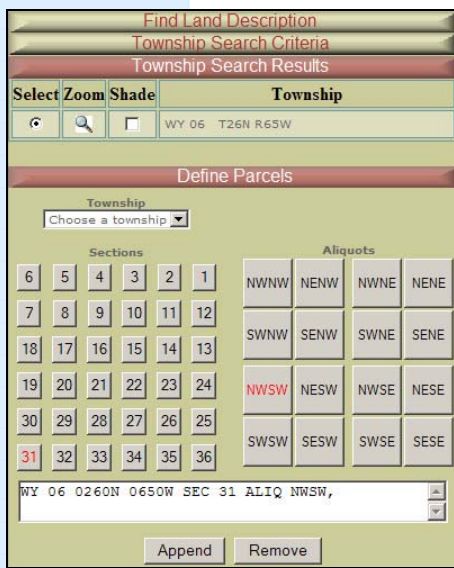 Find Land Description
Township Search Criteria
Township Search Results
Select Zoom Shade Township
WY 06 T26N R65W
Define Parcels
Township
Choose a township
Sections
6 5 4 3 2 1
7 8 9 10 11 12
18 17 16 15 14 13
19 20 21 22 23 24
30 29 28 27 26 25
31 32 33 34 35 36
Aliquots
NWNW NENW NWNE NENE
SWNW SENW SWNE SENE
NWSW NESW NWSE NESE
SWSW SESW SWSE SESE
WY 06 0260N 0650W SEC 31 ALIQ NWSW,
Append Remove